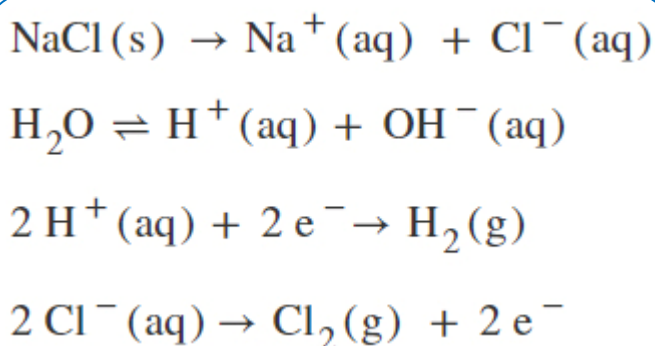 NaCl(s) → Na⁺(aq) + Cl⁻(aq)
H₂O ⇌ H⁺(aq) + OH⁻(aq)
2 H⁺(aq) + 2 e⁻→ H₂(g)
2 Cl⁻(aq) → Cl₂(g) + 2 e⁻